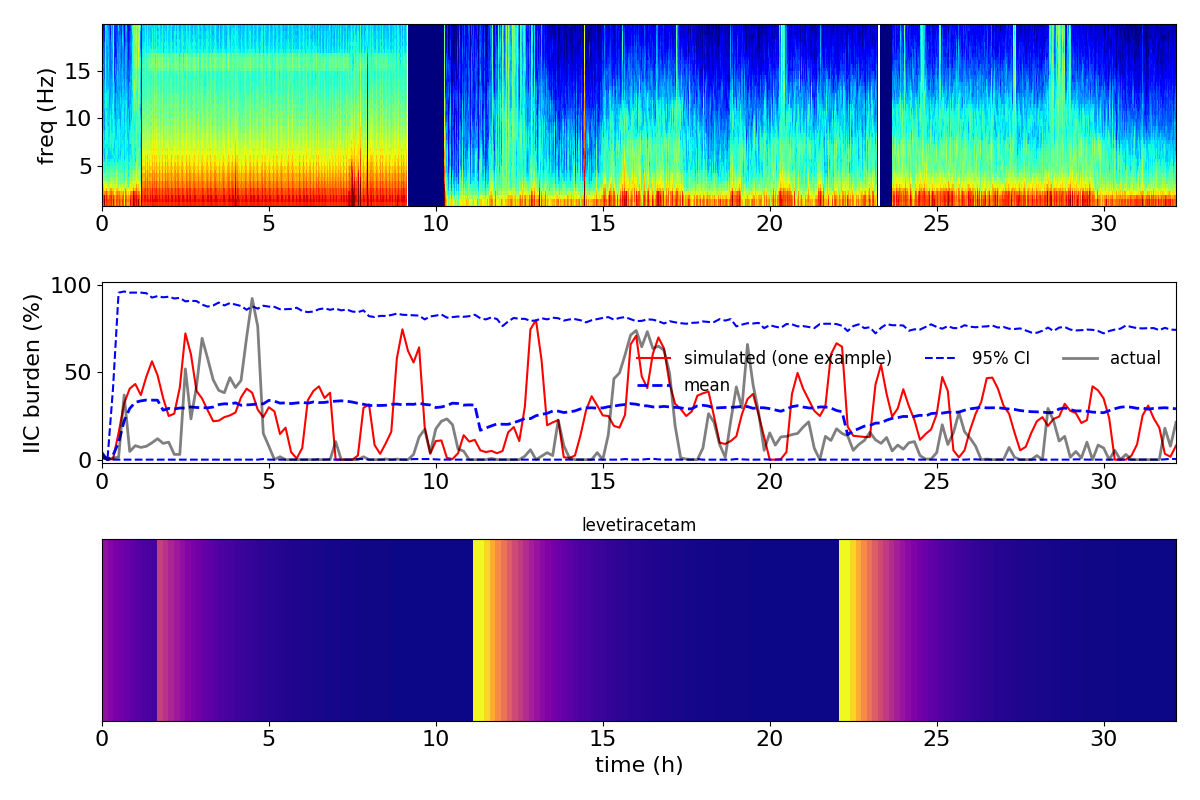 freq (Hz)
15
10
5
0 5 10 15 20 25 30
IIC burden (%)
100
50
0
simulated (one example) 95% CI actual
mean
0 5 10 15 20 25 30
levetiracetam
0 5 10 15 20 25 30
time (h)